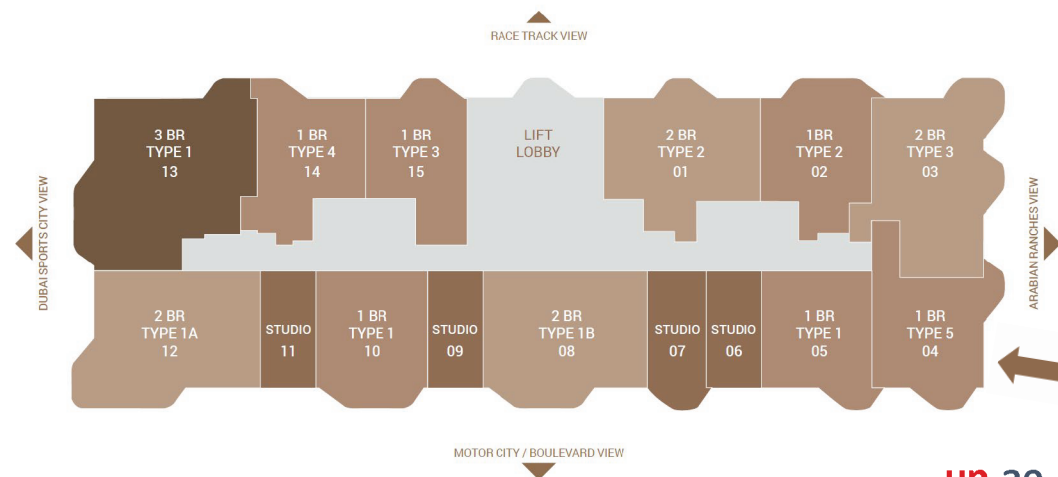 RACE TRACK VIEW
3 BR
TYPE 1
13
1 BR
TYPE 4
14
1 BR
TYPE 3
15
LIFT
LOBBY
2 BR
TYPE 2
01
1BR
TYPE 2
02
2 BR
TYPE 3
03
DUBAI SPORTS CITY VIEW
ARABIAN RANCHES VIEW
2 BR
TYPE 1A
12
STUDIO
11
1 BR
TYPE 1
10
STUDIO
09
2 BR
TYPE 1B
08
STUDIO
07
STUDIO
06
1 BR
TYPE 1
05
1 BR
TYPE 5
04
MOTOR CITY / BOULEVARD VIEW